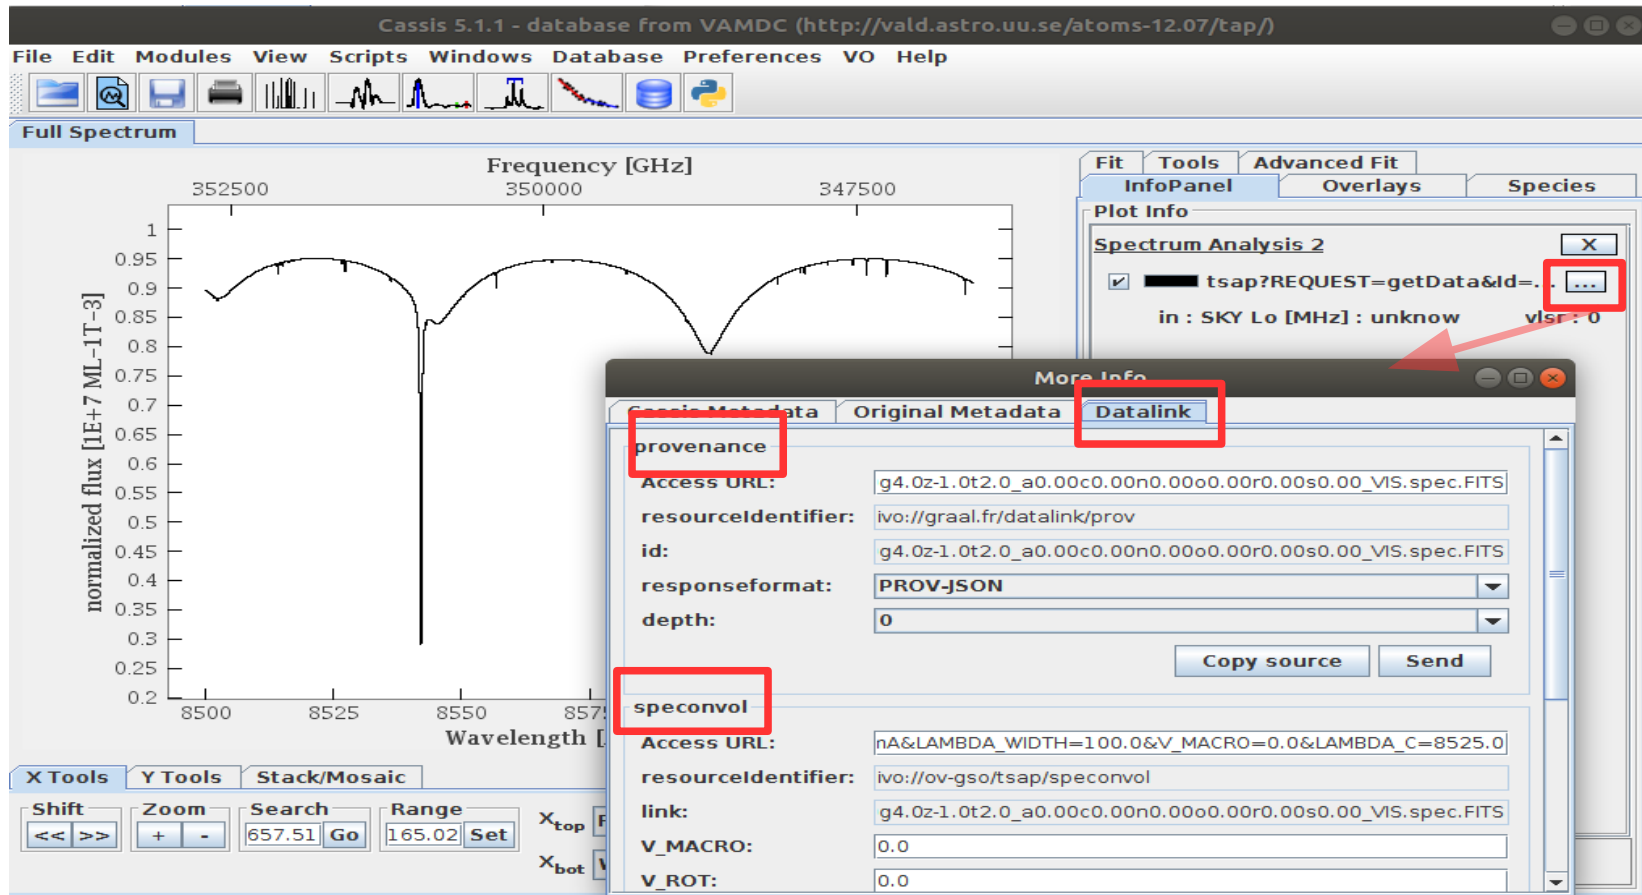 Cassis 5.1.1 - database from VAMDC (http://vald.astro.uu.se/atoms-12.07/tap/)
File Edit Modules View Scripts Windows Database Preferences VO Help
Full Spectrum
Frequency [GHz]
352500 350000 347500
1
0.95
0.9
0.85
0.8
0.75
0.7
0.65
0.6
0.55
0.5
0.45
0.4
0.35
0.3
0.25
0.2
normalized flux [1E+7 ML-1T-3]
8500 8525 8550 857
Wavelength [
Fit Tools Advanced Fit
InfoPanel Overlays Species
Plot Info
Spectrum Analysis 2 X
tsap?REQUEST=getData&Id=... ...
in : SKY Lo [MHz] : unknow vlsr : 0
More Info
Cassis Metadata Original Metadata Datalink
provenance
Access URL: g4.0z-1.0t2.0_a0.00c0.00n0.00o0.00r0.00s0.00_VIS.spec.FITS
resourceIdentifier: ivo://graal.fr/datalink/prov
id: g4.0z-1.0t2.0_a0.00c0.00n0.00o0.00r0.00s0.00_VIS.spec.FITS
responseformat: PROV-JSON
depth: 0
Copy source Send
speconvol
Access URL: nA&LAMBDA_WIDTH=100.0&V_MACRO=0.0&LAMBDA_C=8525.0
resourceIdentifier: ivo://ov-gso/tsap/speconvol
link: g4.0z-1.0t2.0_a0.00c0.00n0.00o0.00r0.00s0.00_VIS.spec.FITS
V_MACRO: 0.0
V_ROT: 0.0
X Tools Y Tools Stack/Mosaic
Shift Zoom Search Range
<< >> + - 657.51 Go 165.02 Set
Xtop
Xbot